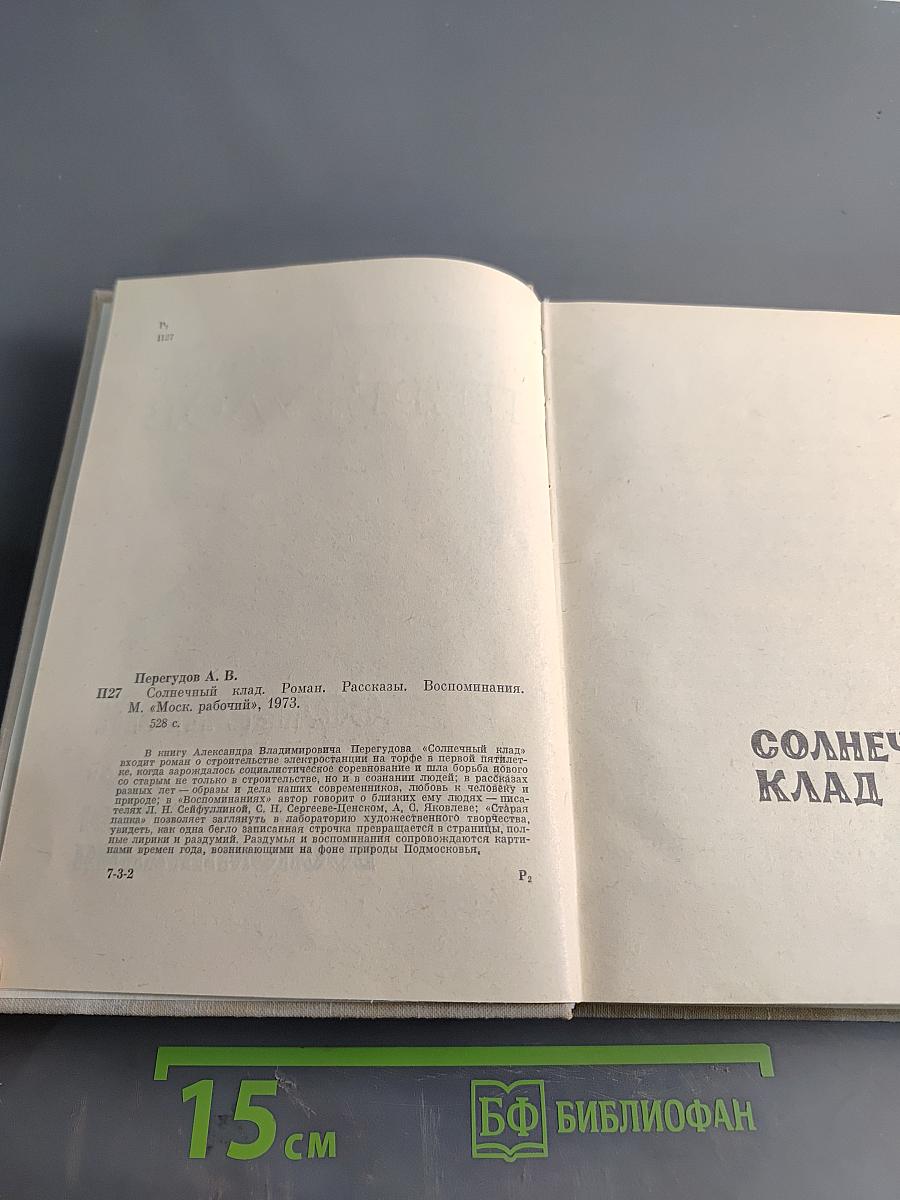 Р₂
П27
Перегудов А. В.
П27 Солнечный клад. Роман. Рассказы. Воспоминания.
М. «Моск. рабочий», 1973.
528 с.
В книгу Александра Владимировича Перегудова «Солнечный клад»
входит роман о строительстве электростанции на торфе в первой пятилет-
ке, когда зарождалось социалистическое соревнование и шла борьба нового
со старым не только в строительстве, но и в сознании людей; в рассказах
разных лет — образы и дела наших современников, любовь к человеку и
природе; в «Воспоминаниях» автор говорит о близких ему людях — писа-
телях Л. Н. Сейфуллиной, С. Н. Сергееве-Ценском, А. С. Яковлеве; «Старая
папка» позволяет заглянуть в лабораторию художественного творчества,
увидеть, как одна бегло записанная строчка превращается в страницы, пол-
ные лирики и раздумий. Раздумья и воспоминания сопровождаются карти-
нами времен года, возникающими на фоне природы Подмосковья.
7-3-2 Р₂
СОЛНЕЧ
КЛАД
15 см
БФ БИБЛИОФАН